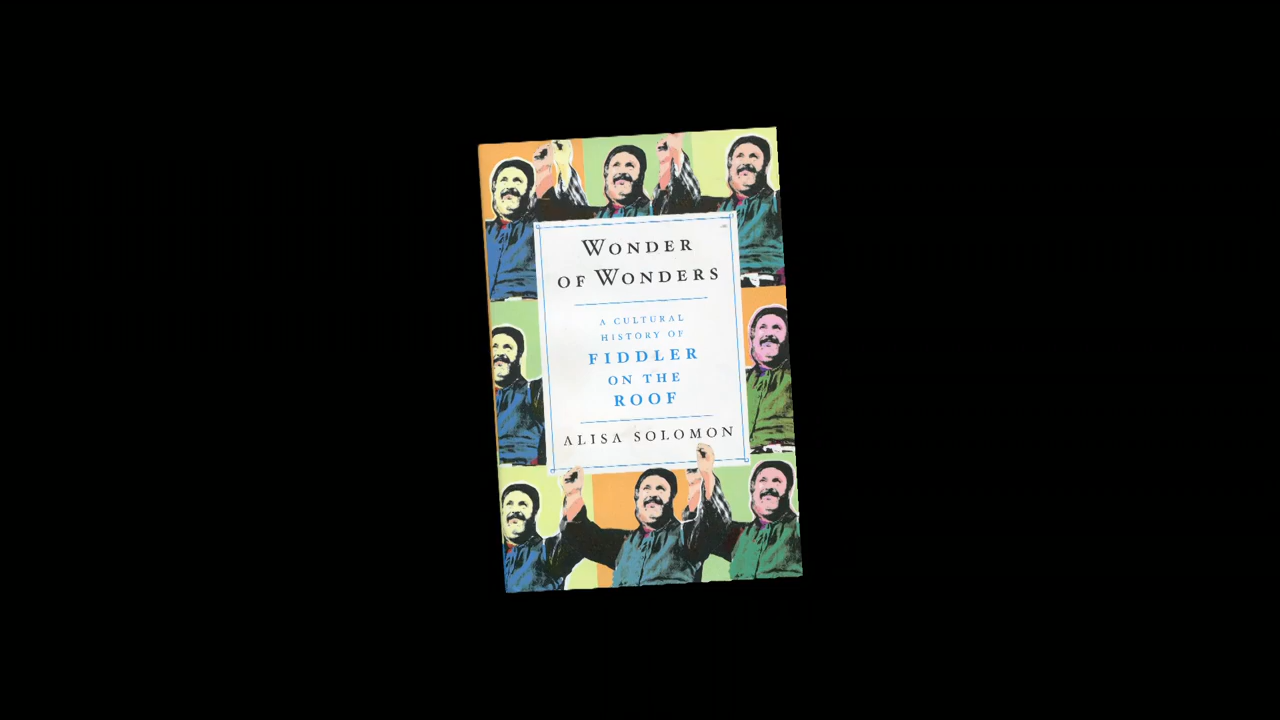 WONDER
OF WONDERS
A CULTURAL
HISTORY OF
FIDDLER
ON THE
ROOF
ALISA SOLOMON